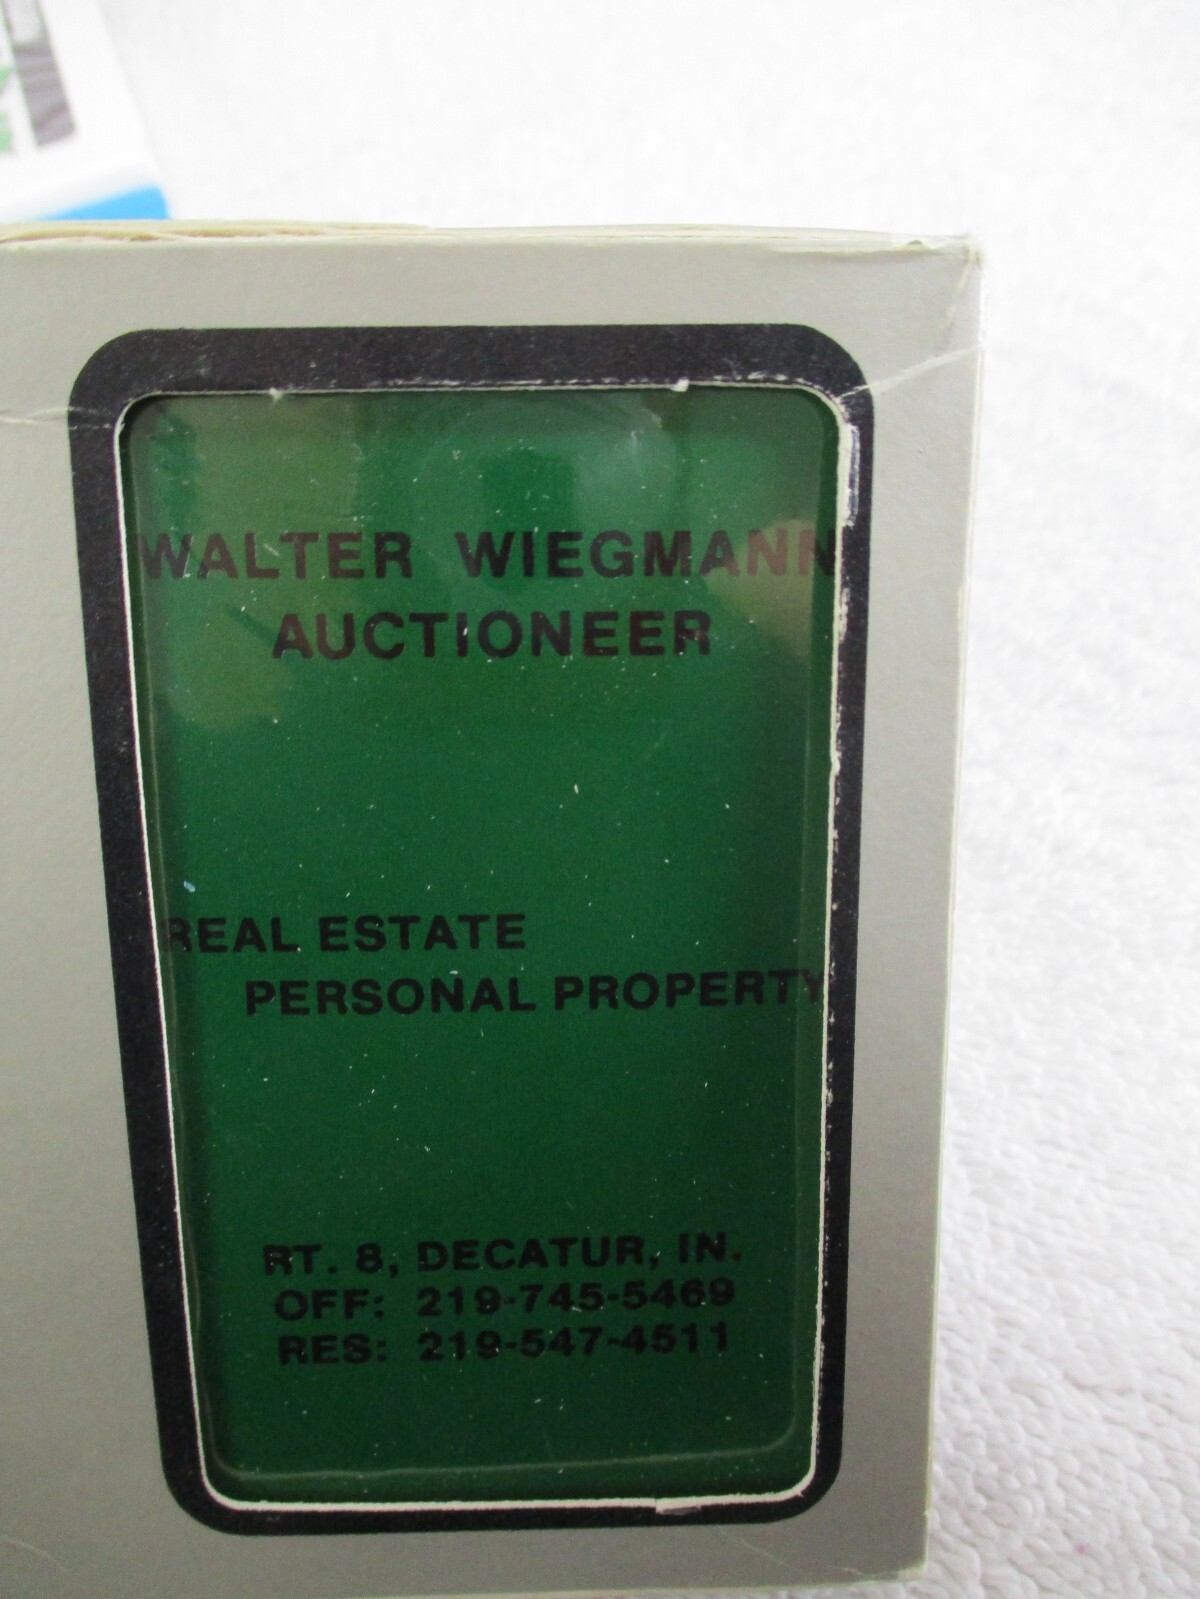 WALTER WIEGMANN
AUCTIONEER
REAL ESTATE
PERSONAL PROPERTY
RT. 8, DECATUR, IN.
OFF: 219-745-5469
RES: 219-547-4511